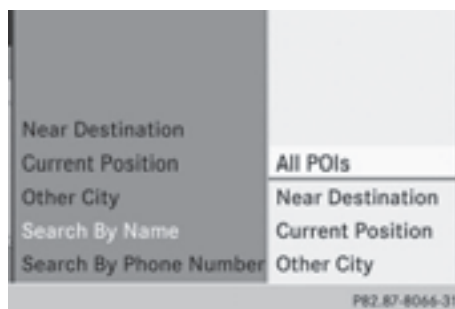 Near Destination
Current Position
Other City
Search By Name
Search By Phone Number
All POIs
Near Destination
Current Position
Other City
P82.87-8066-31